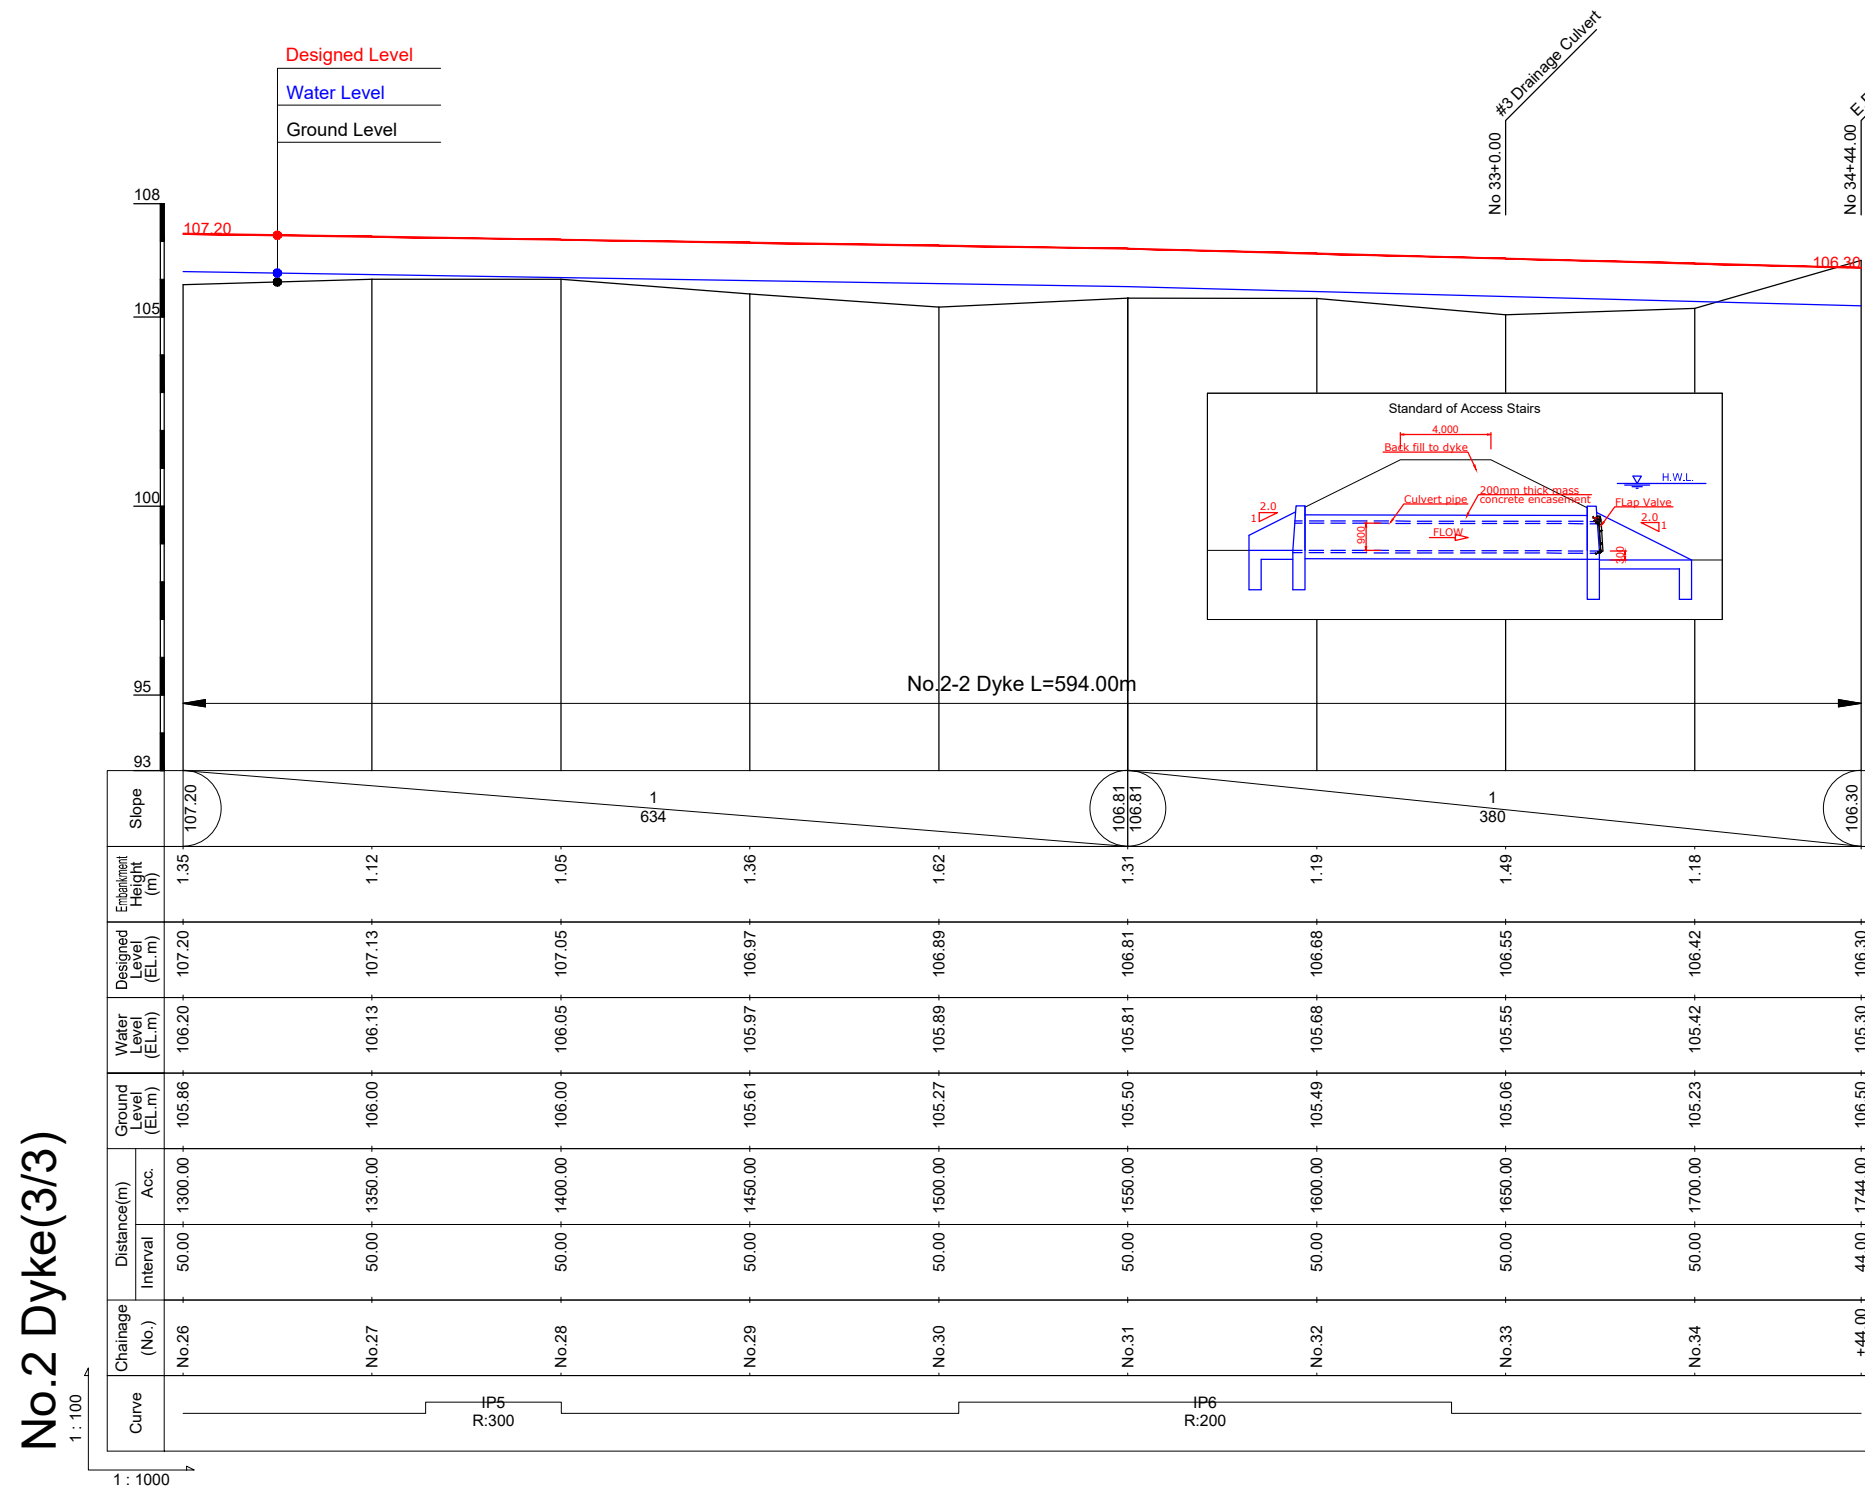 Designed Level
Water Level
Ground Level
#3 Drainage Culvert
No 33+0.00
No 34+44.00
108
105
100
95
93
107.20
106.30
Standard of Access Stairs
4.000
Back fill to dyke
H.W.L.
Culvert pipe
200mm thick mass
concrete encasement
FLap Valve
2.0
1
2.0
1
900
FLOW
300
No.2-2 Dyke L=594.00m
Slope
107.20
1
634
106.81
106.81
1
380
106.30
Embankment
Height
(m)
1.35 1.12 1.05 1.36 1.62 1.31 1.19 1.49 1.18
Designed
Level
(EL.m)
107.20 107.13 107.05 106.97 106.89 106.81 106.68 106.55 106.42 106.30
Water
Level
(EL.m)
106.20 106.13 106.05 105.97 105.89 105.81 105.68 105.55 105.42 105.30
Ground
Level
(EL.m)
105.86 106.00 106.00 105.61 105.27 105.50 105.49 105.06 105.23 106.50
Distance(m)
Acc.
1300.00 1350.00 1400.00 1450.00 1500.00 1550.00 1600.00 1650.00 1700.00 1744.00
Interval
50.00 50.00 50.00 50.00 50.00 50.00 50.00 50.00 50.00 44.00
Chainage
(No.)
No.26 No.27 No.28 No.29 No.30 No.31 No.32 No.33 No.34 +44.00
Curve
IP5
R:300
IP6
R:200
No.2 Dyke(3/3)
1 : 100
1 : 1000